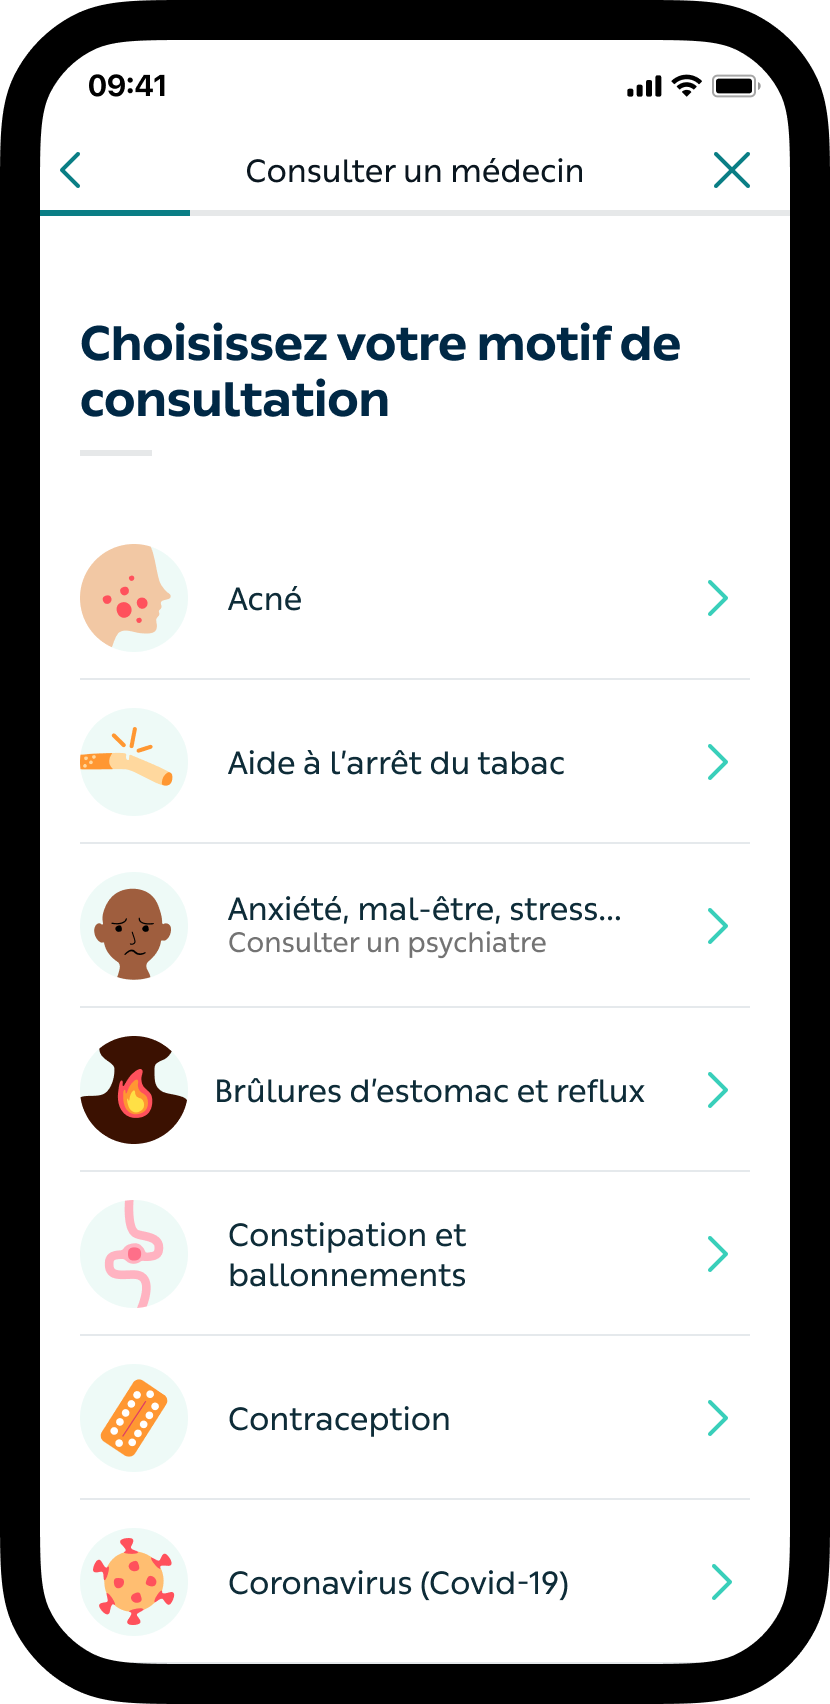 09:41
Consulter un médecin
Choisissez votre motif de
consultation
Acné
Aide à l’arrêt du tabac
Anxiété, mal-être, stress...
Consulter un psychiatre
Brûlures d’estomac et reflux
Constipation et
ballonnements
Contraception
Coronavirus (Covid-19)